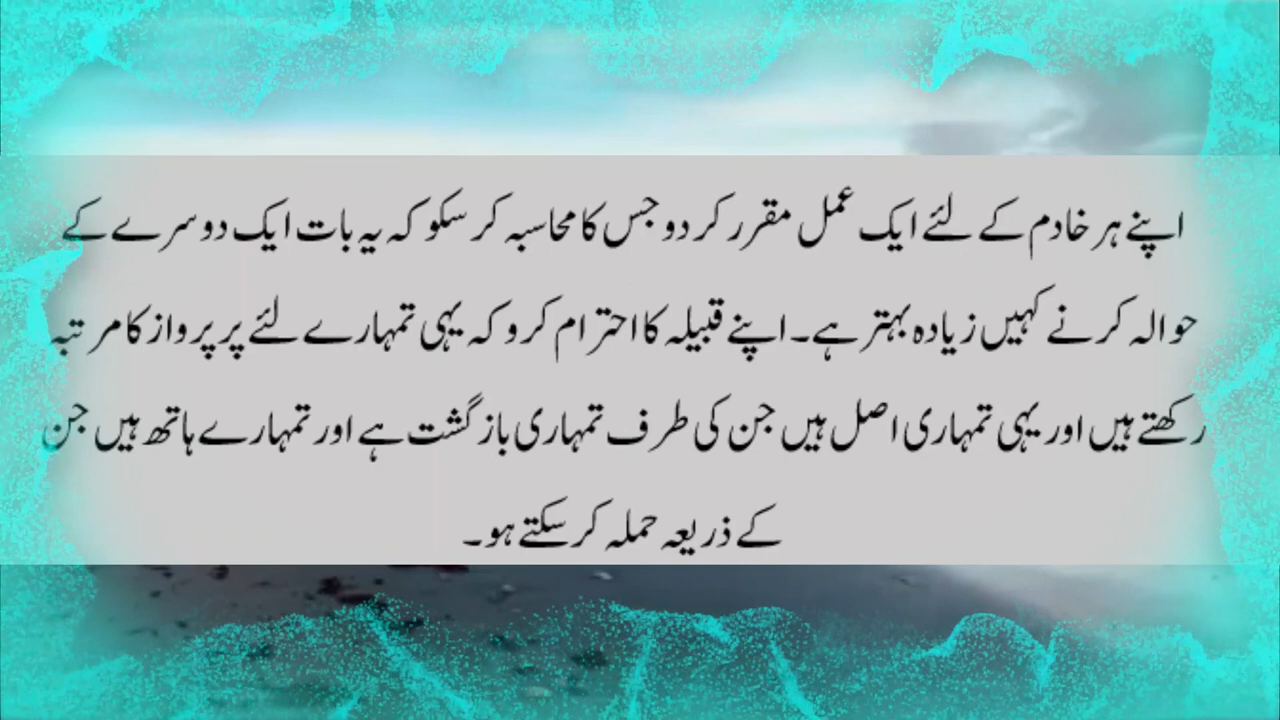 اپنے ہر خادم کے لئے ایک عمل مقرر کر دو جس کا محاسبہ کر سکو کہ یہ بات ایک دوسرے کے
حوالہ کرنے کہیں زیادہ بہتر ہے۔ اپنے قبیلہ کا احترام کرو کہ یہی تمہارے لئے پر پرواز کا مرتبہ
رکھتے ہیں اور یہی تمہاری اصل ہیں جن کی طرف تمہاری بازگشت ہے اور تمہارے ہاتھ ہیں جن
کے ذریعہ حملہ کر سکتے ہو۔